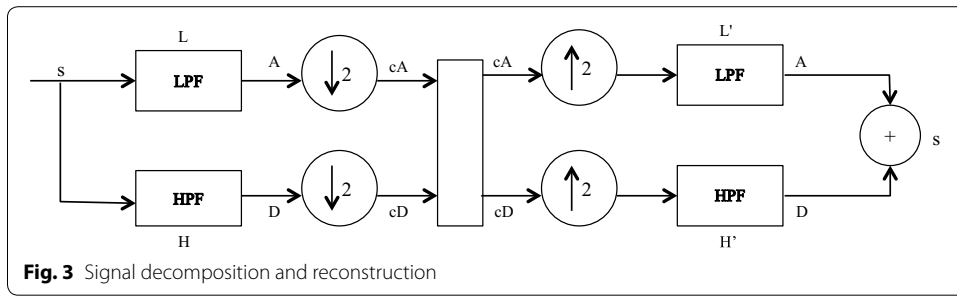 L
L'
s
LPF
A
↓2
cA
cA
↑2
LPF
A
+
s
HPF
D
↓2
cD
cD
↑2
HPF
D
H
H’
Fig. 3 Signal decomposition and reconstruction